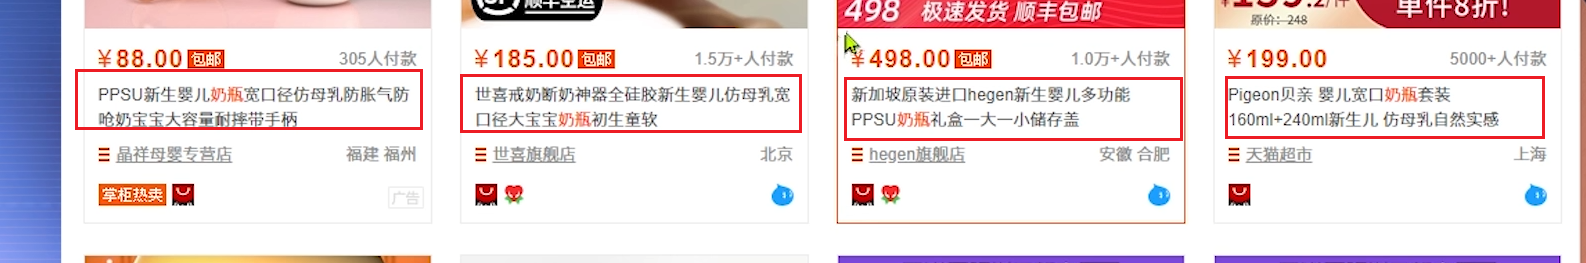 顺丰空运
498 极速发货 顺丰包邮
原价: 248
单件8折!
￥88.00 包邮 305人付款
PPSU新生婴儿奶瓶宽口径仿母乳防胀气防
呛奶宝宝大容量耐摔带手柄
晶祥母婴专营店 福建 福州
掌柜热卖
广告
￥185.00 包邮 1.5万+人付款
世喜戒奶断奶神器全硅胶新生婴儿仿母乳宽
口径大宝宝奶瓶初生童软
世喜旗舰店 北京
￥498.00 包邮 1.0万+人付款
新加坡原装进口hegen新生婴儿多功能
PPSU奶瓶礼盒一大一小储存盖
hegen旗舰店 安徽 合肥
￥199.00 5000+人付款
Pigeon贝亲 婴儿宽口奶瓶套装
160ml+240ml新生儿 仿母乳自然实感
天猫超市 上海